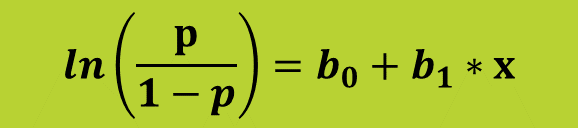 ln(p/(1 − p)) = b₀ + b₁ * x